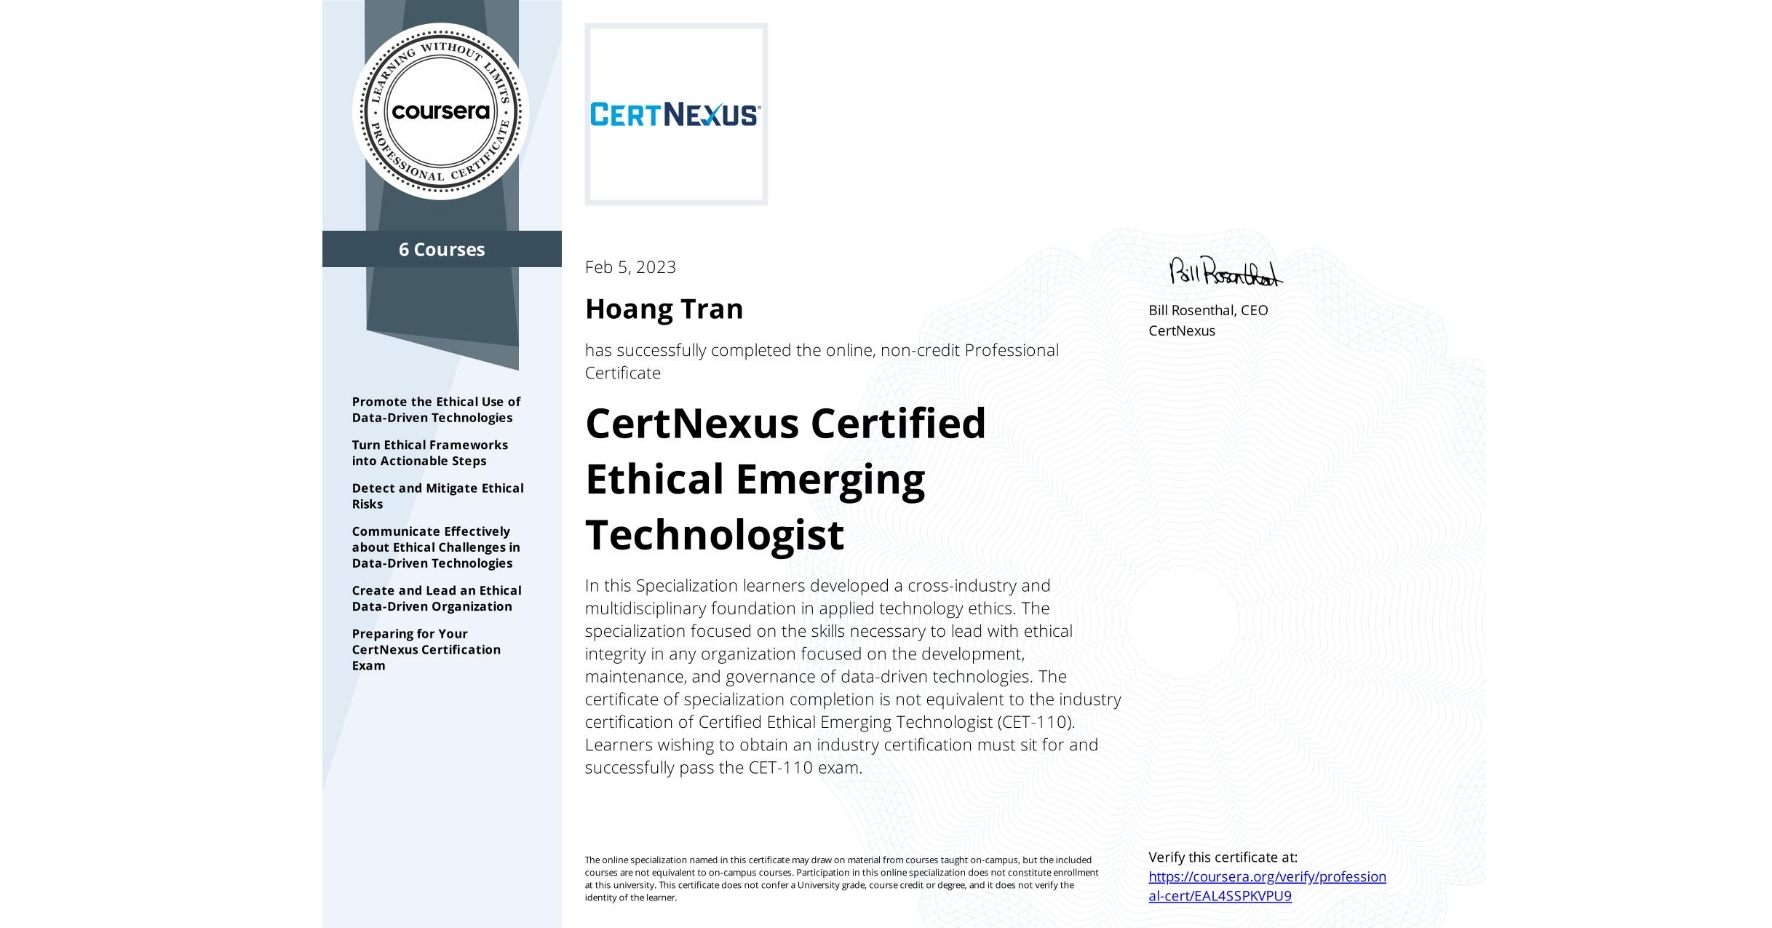 LEARNING WITHOUT LIMITS
coursera
PROFESSIONAL CERTIFICATE
6 Courses
Promote the Ethical Use of
Data-Driven Technologies
Turn Ethical Frameworks
into Actionable Steps
Detect and Mitigate Ethical
Risks
Communicate Effectively
about Ethical Challenges in
Data-Driven Technologies
Create and Lead an Ethical
Data-Driven Organization
Preparing for Your
CertNexus Certification
Exam
CERTNEXUS®
Feb 5, 2023
Hoang Tran
has successfully completed the online, non-credit Professional
Certificate
CertNexus Certified
Ethical Emerging
Technologist
In this Specialization learners developed a cross-industry and
multidisciplinary foundation in applied technology ethics. The
specialization focused on the skills necessary to lead with ethical
integrity in any organization focused on the development,
maintenance, and governance of data-driven technologies. The
certificate of specialization completion is not equivalent to the industry
certification of Certified Ethical Emerging Technologist (CET-110).
Learners wishing to obtain an industry certification must sit for and
successfully pass the CET-110 exam.
Bill Rosenthal
Bill Rosenthal, CEO
CertNexus
The online specialization named in this certificate may draw on material from courses taught on-campus, but the included
courses are not equivalent to on-campus courses. Participation in this online specialization does not constitute enrollment
at this university. This certificate does not confer a University grade, course credit or degree, and it does not verify the
identity of the learner.
Verify this certificate at:
https://coursera.org/verify/profession
al-cert/EAL4SSPKVPU9